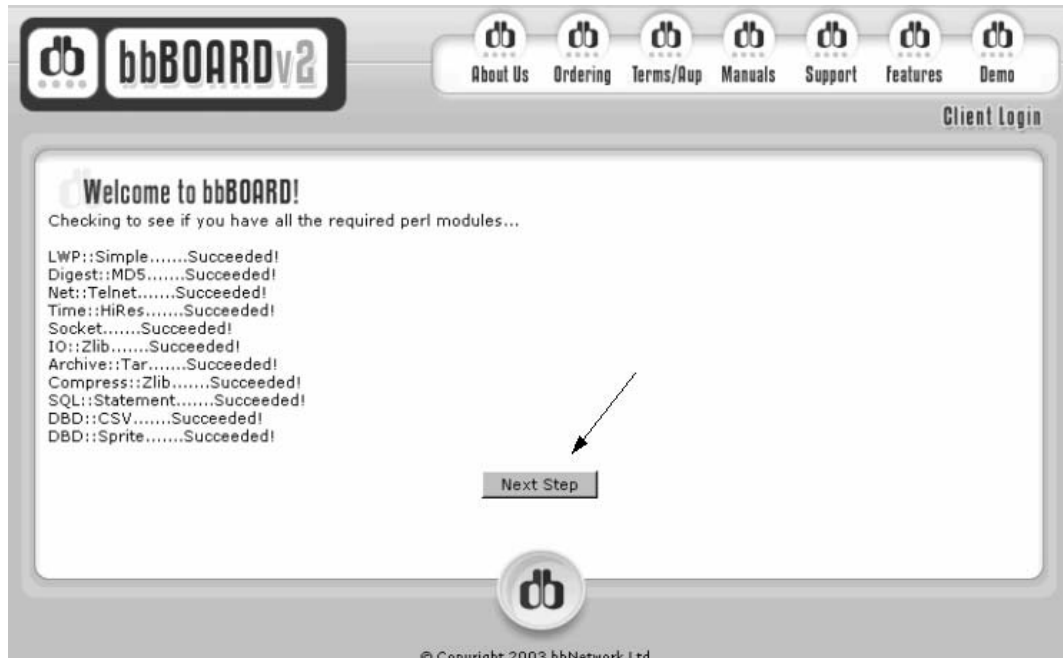 bbBOARDv2
About Us Ordering Terms/Aup Manuals Support Features Demo
Client Login
Welcome to bbBOARD!
Checking to see if you have all the required perl modules...
LWP::Simple.......Succeeded!
Digest::MD5.......Succeeded!
Net::Telnet.......Succeeded!
Time::HiRes.......Succeeded!
Socket.......Succeeded!
IO::Zlib.......Succeeded!
Archive::Tar.......Succeeded!
Compress::Zlib.......Succeeded!
SQL::Statement.......Succeeded!
DBD::CSV.......Succeeded!
DBD::Sprite.......Succeeded!
Next Step
© Copyright 2003 bbNetwork Ltd